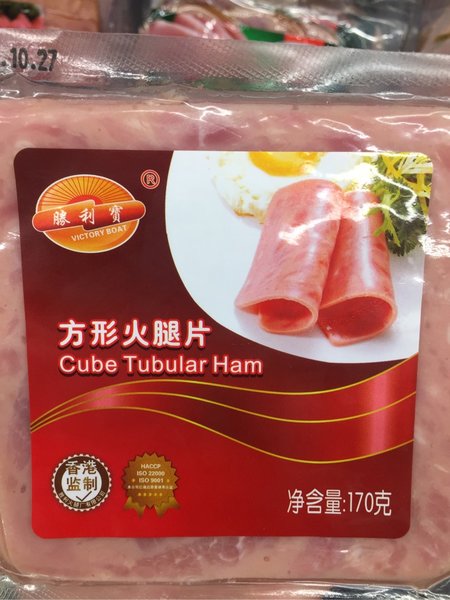 .10.27
®
勝利寶
VICTORY BOAT
方形火腿片
Cube Tubular Ham
香港
监制
HACCP
ISO 22000
ISO 9001
净含量:170克